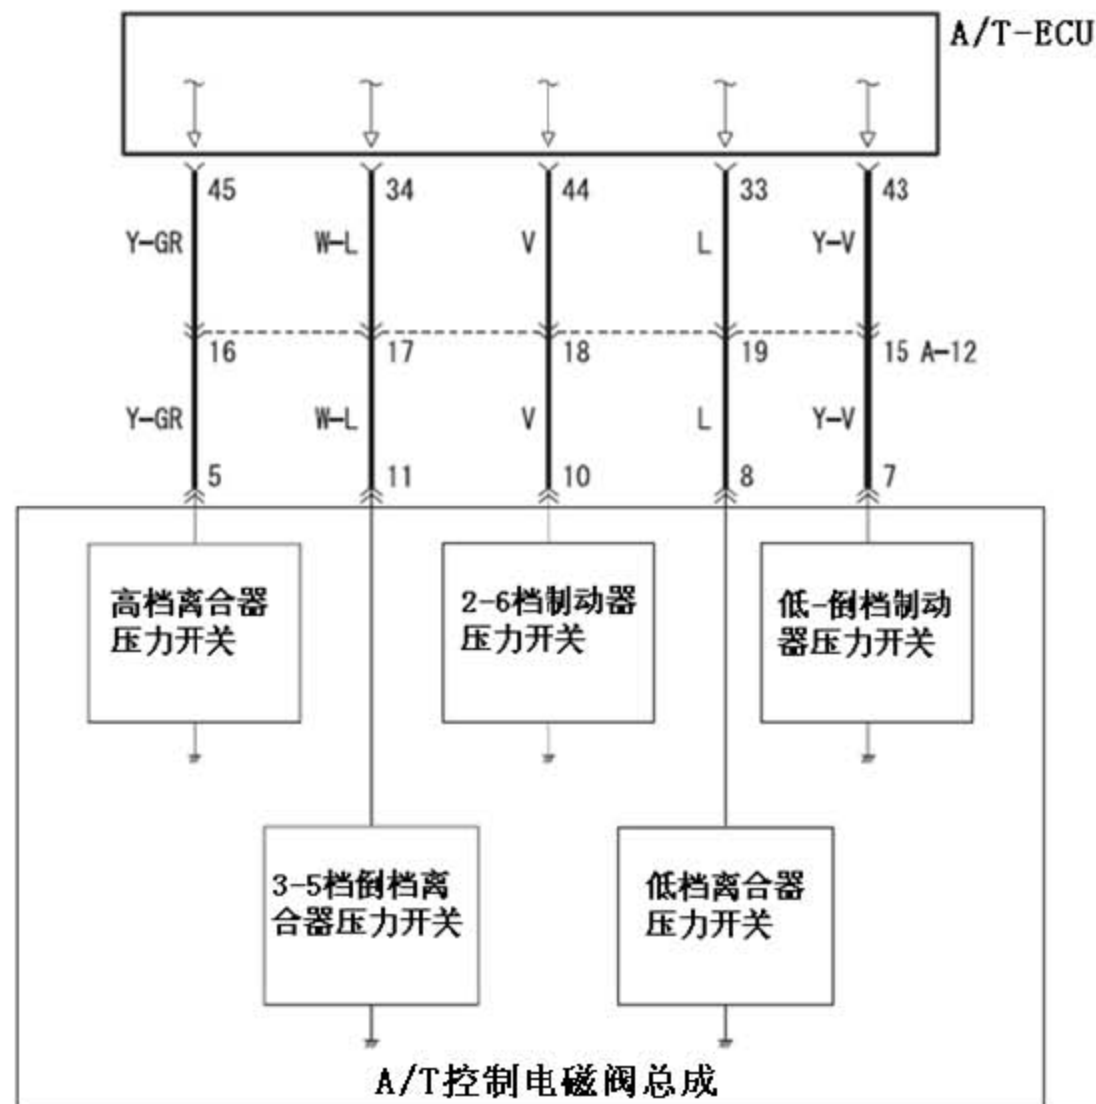 A/T-ECU
45 34 44 33 43
Y-GR W-L V L Y-V
16 17 18 19 15 A-12
Y-GR W-L V L Y-V
5 11 10 8 7
高档离合器
压力开关
2-6档制动器
压力开关
低-倒档制动
器压力开关
3-5档倒档离
合器压力开关
低档离合器
压力开关
A/T控制电磁阀总成